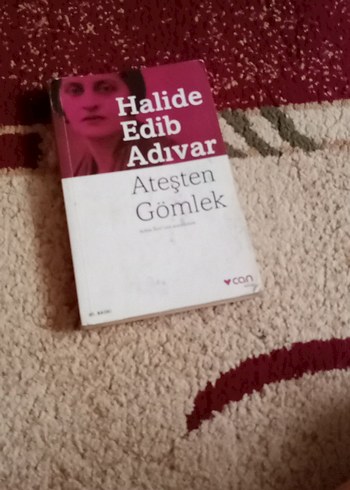 Halide
Edib
Adıvar
Ateşten
Gömlek
can